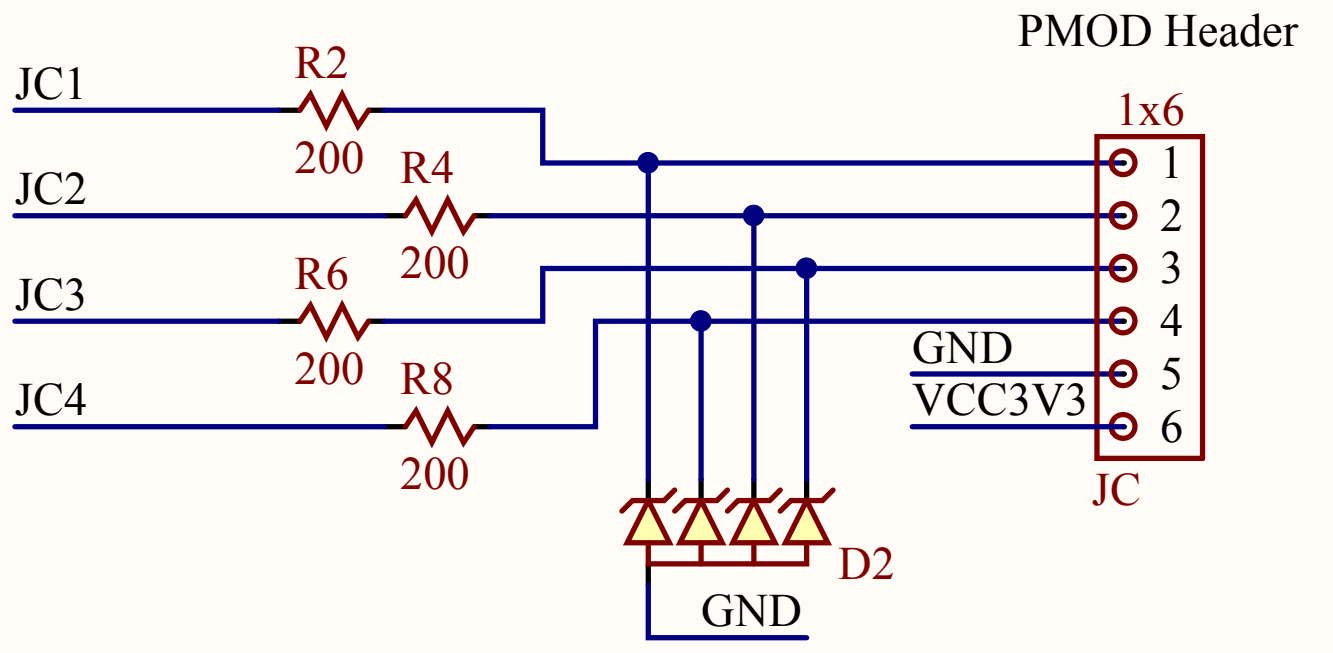 PMOD Header
JC1
R2
200
1x6
1
JC2
R4
200
2
JC3
R6
200
3
JC4
R8
200
4
GND
5
VCC3V3
6
JC
D2
GND